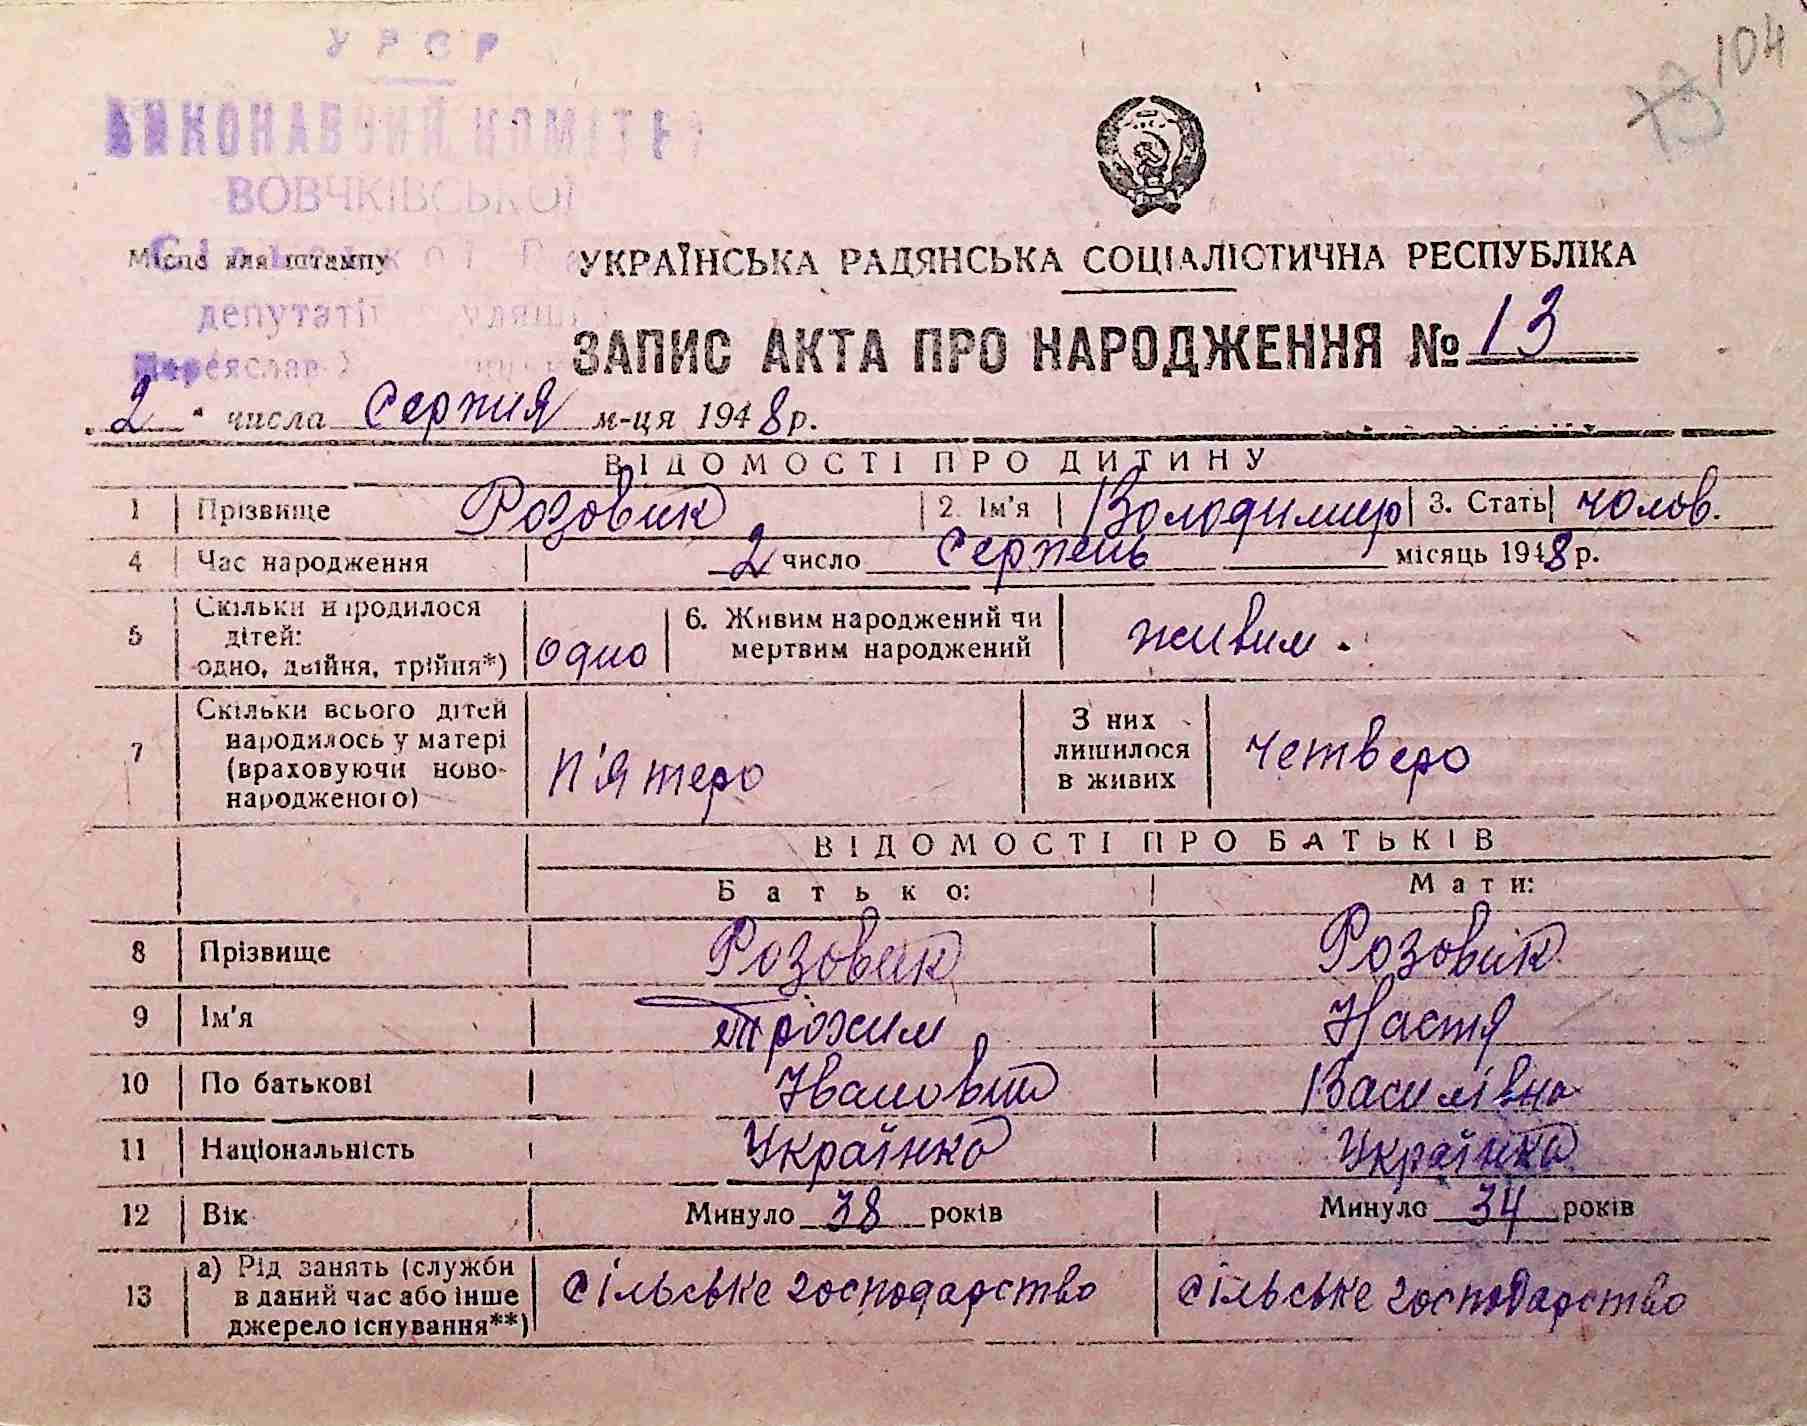 УРСР
ВИКОНАВЧИЙ КОМІТЕТ
ВОВЧКІВСЬКОЇ
Місце для штампу
депутатів
Переяслав-Х
104
УКРАЇНСЬКА РАДЯНСЬКА СОЦІАЛІСТИЧНА РЕСПУБЛІКА
ЗАПИС АКТА ПРО НАРОДЖЕННЯ № 13
„2“ числа Серпня м-ця 1948 р.
ВІДОМОСТІ ПРО ДИТИНУ
1 Прізвище Розовик 2. Ім'я Володимир 3. Стать чолов.
4 Час народження 2 число Серпень місяць 1948 р.
5 Скільки народилося дітей: одно, двійня, трійня*) одно 6. Живим народжений чи мертвим народжений живим.
7 Скільки всього дітей народилось у матері (враховуючи новонародженого) п'ятеро З них лишилося в живих четверо
ВІДОМОСТІ ПРО БАТЬКІВ
Батько: Мати:
8 Прізвище Розовик Розовик
9 Ім'я Трохим Настя
10 По батькові Іванович Василівна
11 Національність Українко Українка
12 Вік Минуло 38 років Минуло 34 років
13 а) Рід занять (служби в даний час або інше джерело існування**) сільське господарство сільське господарство